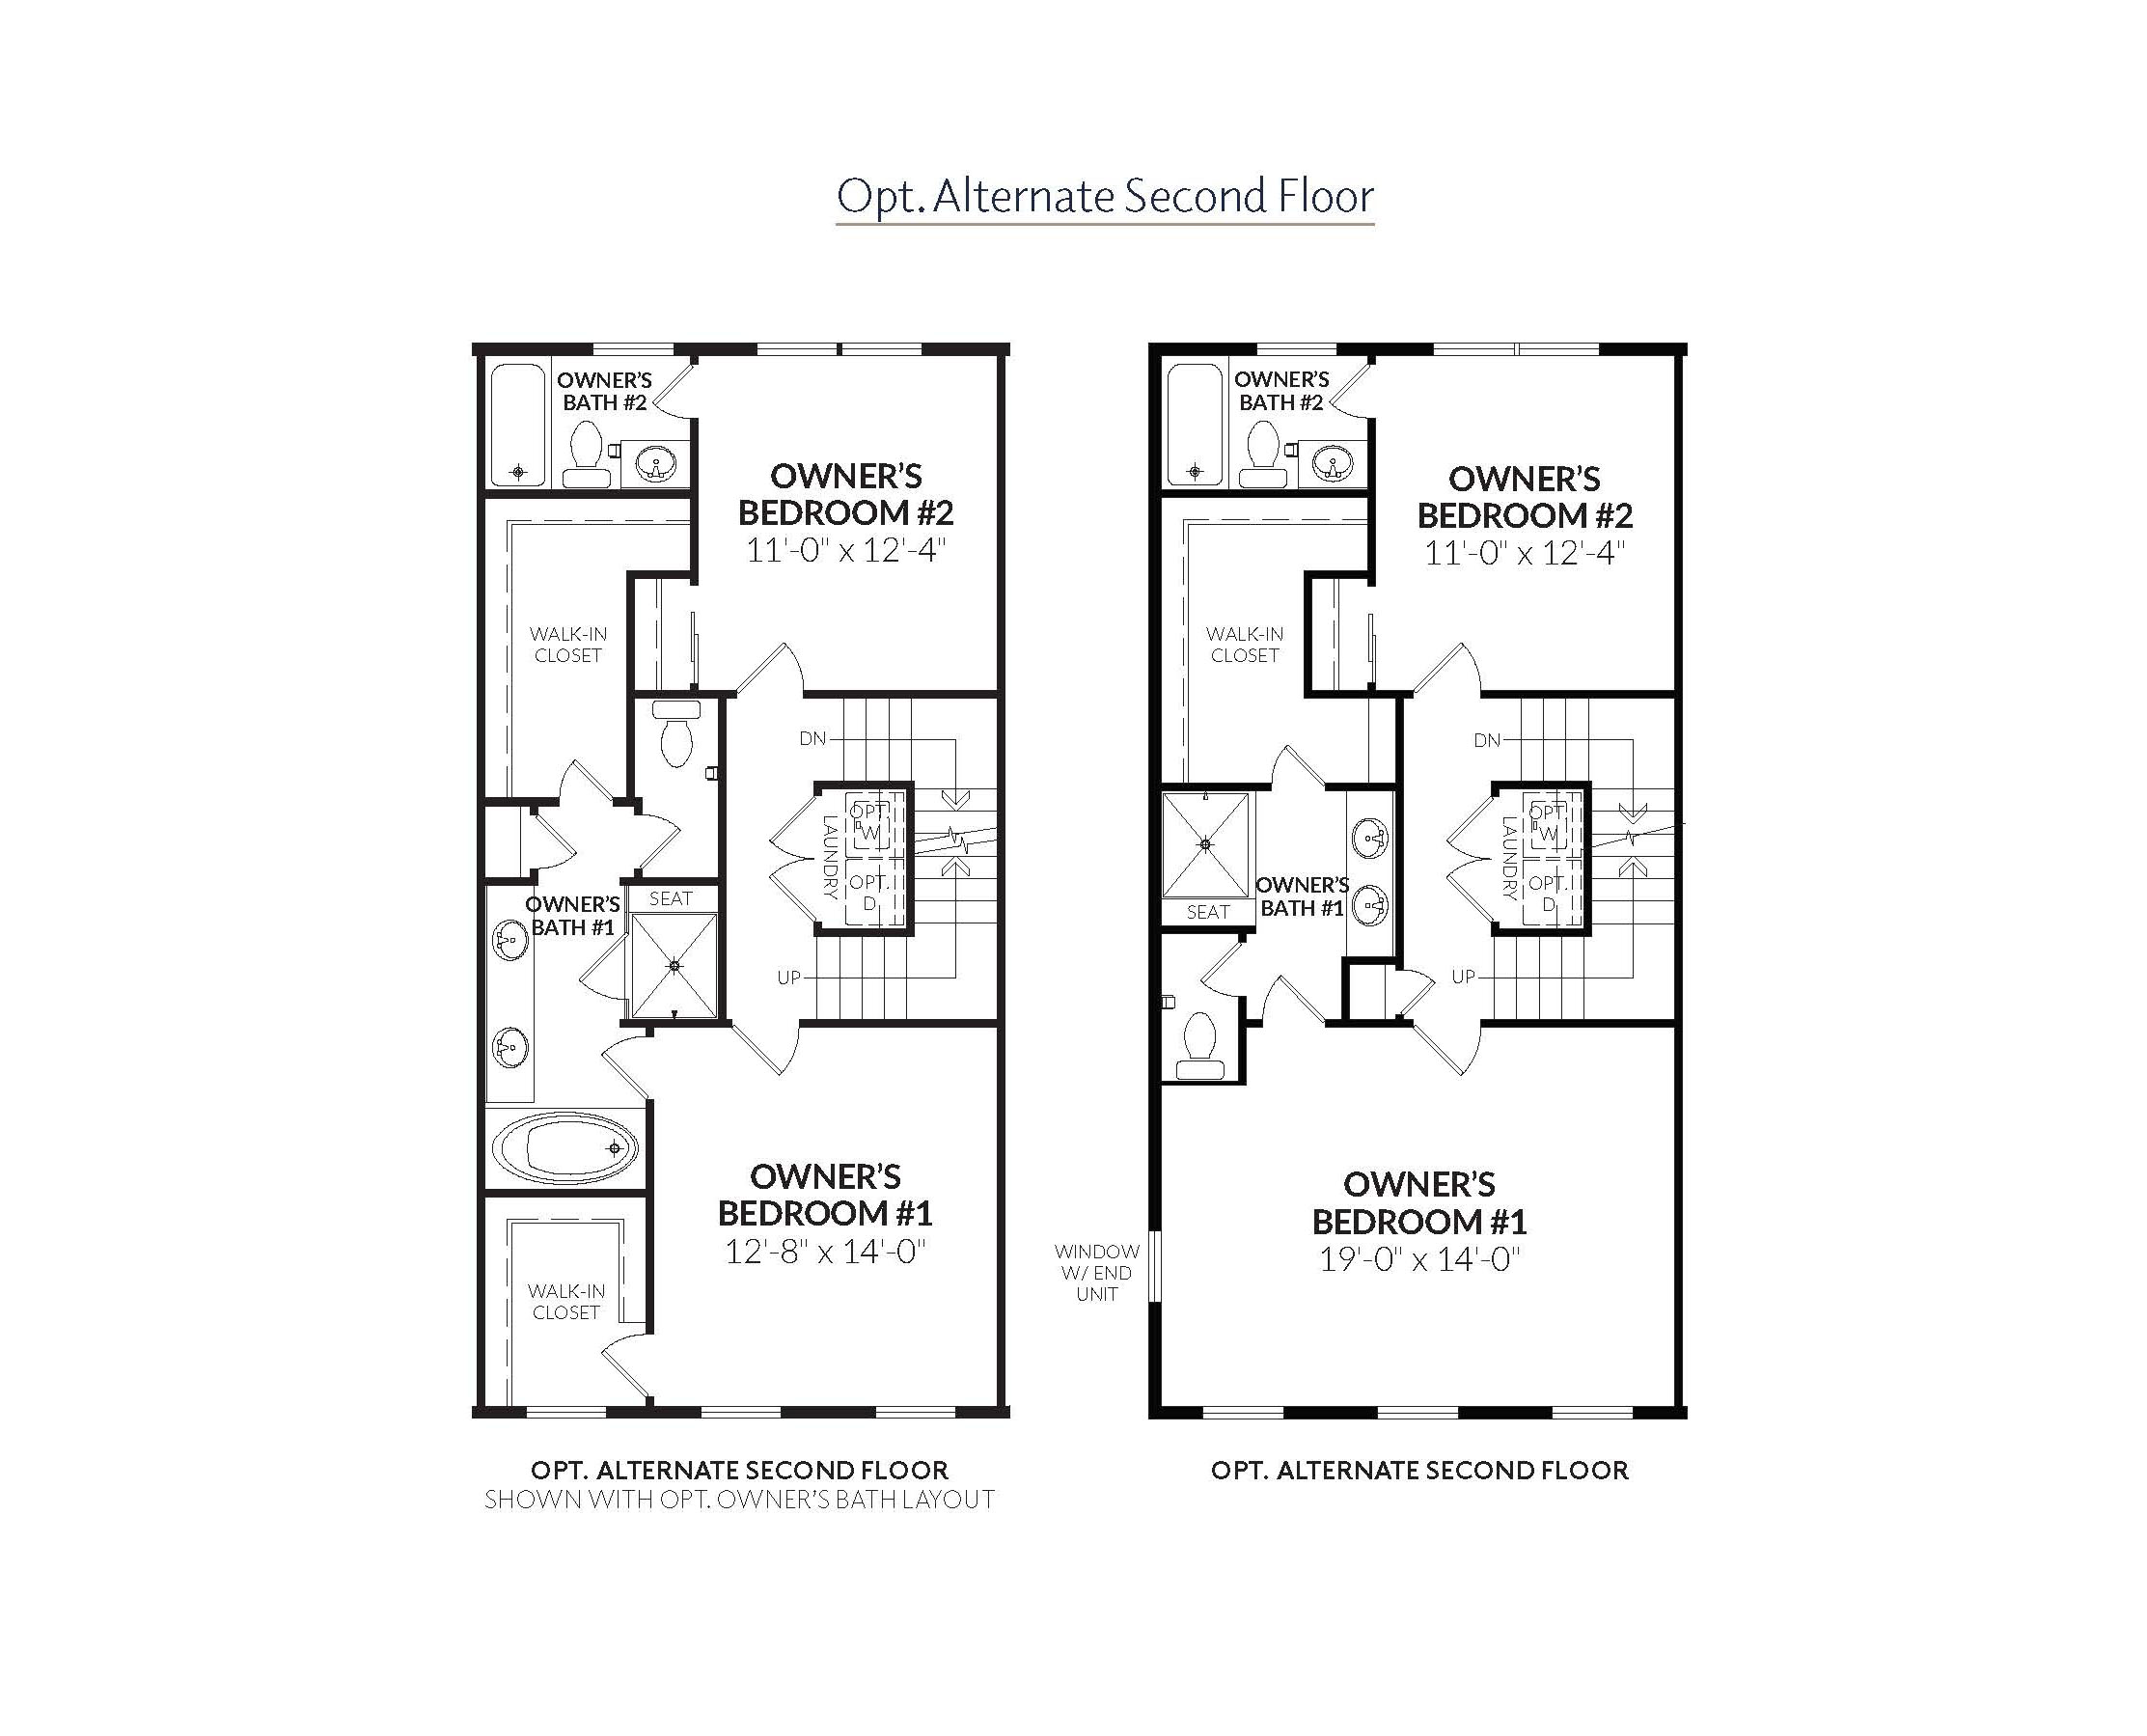 Opt. Alternate Second Floor
OWNER'S
BATH #2
OWNER'S
BEDROOM #2
11'-0" x 12'-4"
WALK-IN
CLOSET
DN
OPT.
W
LAUNDRY
OPT.
D
SEAT
OWNER'S
BATH #1
UP
OWNER'S
BEDROOM #1
12'-8" x 14'-0"
WALK-IN
CLOSET
OPT. ALTERNATE SECOND FLOOR
SHOWN WITH OPT. OWNER'S BATH LAYOUT
OWNER'S
BATH #2
OWNER'S
BEDROOM #2
11'-0" x 12'-4"
WALK-IN
CLOSET
DN
OPT.
W
LAUNDRY
OPT.
D
OWNER'S
BATH #1
SEAT
UP
OWNER'S
BEDROOM #1
19'-0" x 14'-0"
WINDOW
W/ END
UNIT
OPT. ALTERNATE SECOND FLOOR